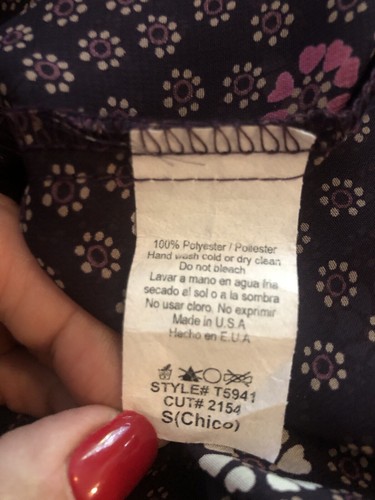 100% Polyester / Poliester
Hand wash cold or dry clean
Do not bleach
Lavar a mano en agua fria
secado al sol o a la sombra
No usar cloro. No exprimir
Made in U.S.A
Hecho en E.U.A
STYLE# T5941
CUT# 2154
S(Chico)